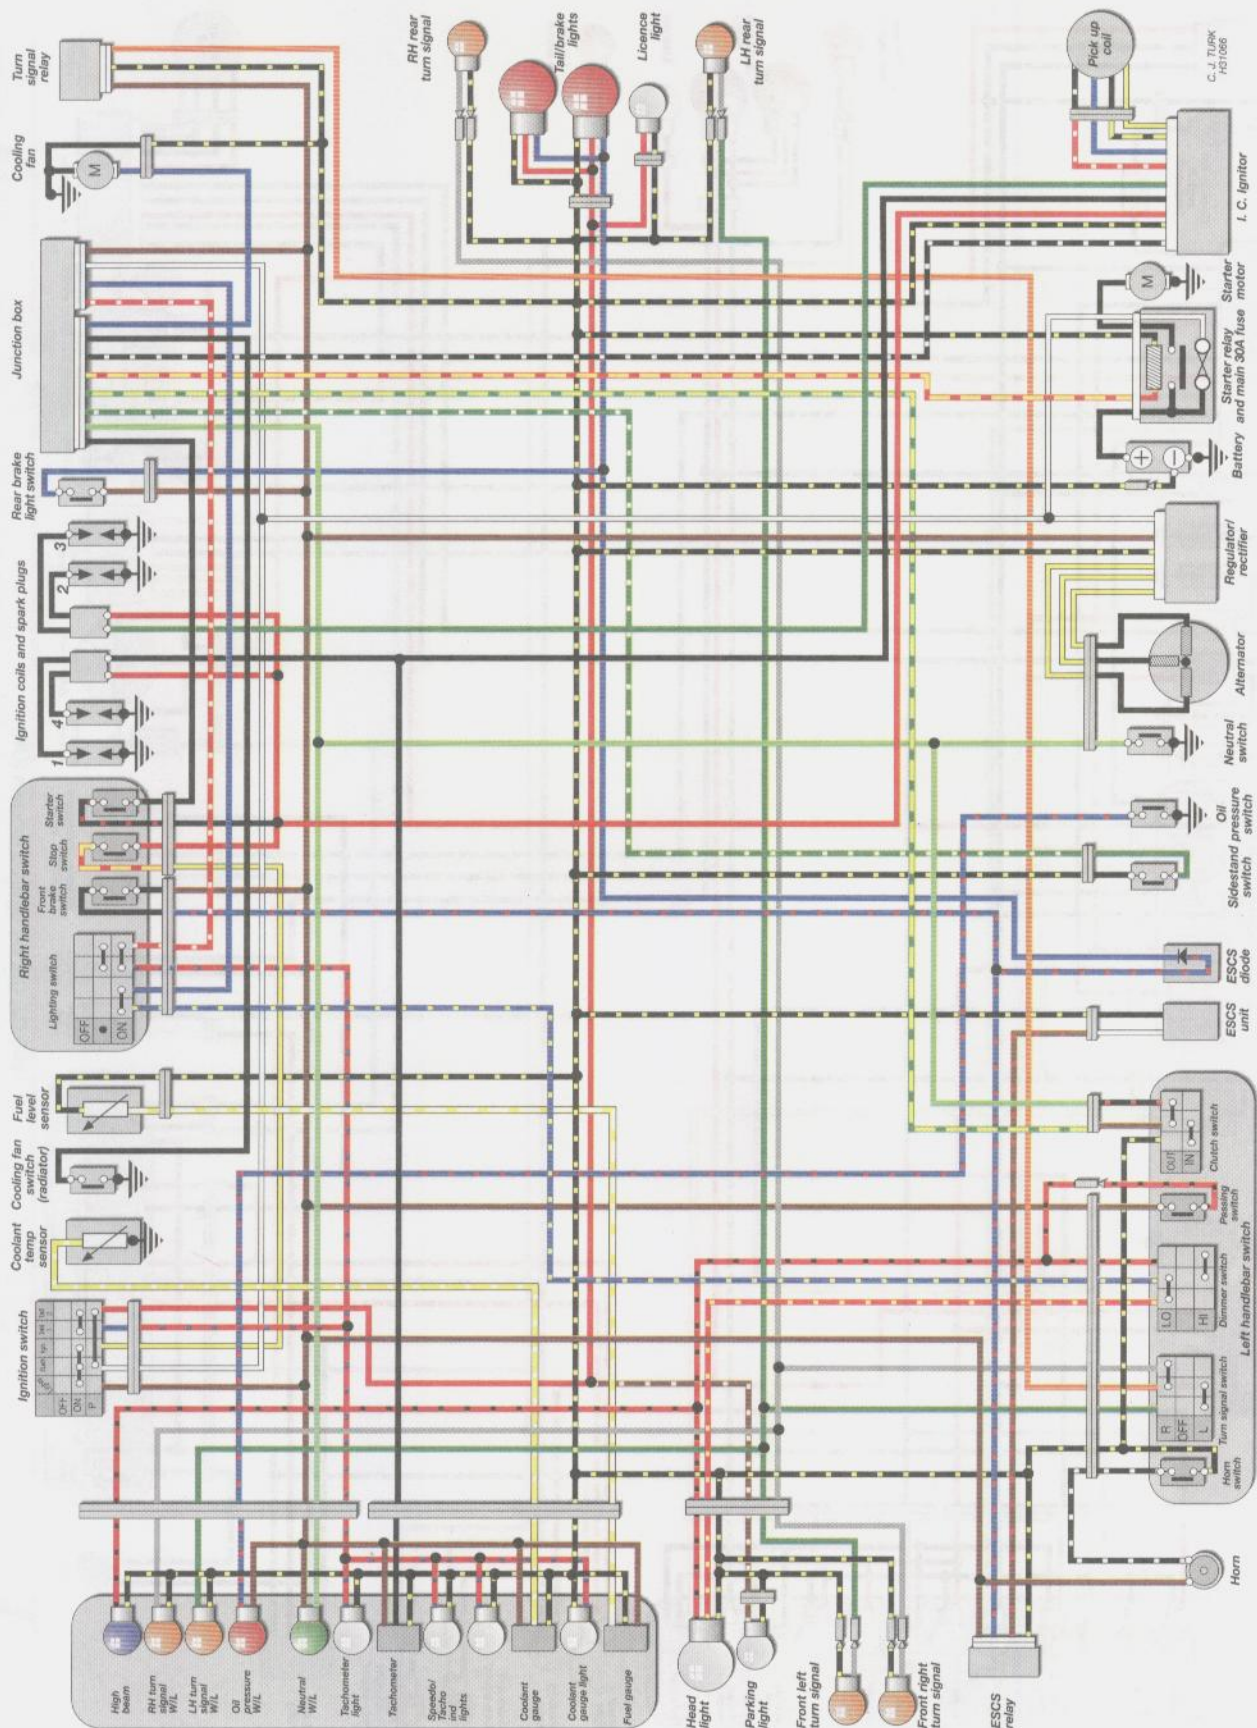 Turn
signal
relay
Cooling
fan
M
Junction box
Rear brake
light switch
Ignition coils and spark plugs
3
2
4
1
Right handlebar switch
Starter
switch
Stop
switch
Front
brake
switch
Lighting switch
OFF
ON
Fuel
level
sensor
Cooling fan
switch
(radiator)
Coolant
temp
sensor
Ignition switch
OFF
ON
P
High
beam
RH turn
signal
W/L
LH turn
signal
W/L
Oil
pressure
W/L
Neutral
W/L
Tachometer
light
Tachometer
Speedo/
Tacho
ind
lights
Coolant
gauge
Coolant
gauge light
Fuel gauge
RH rear
turn signal
Tail/brake
lights
Licence
light
LH rear
turn signal
Head
light
Parking
light
Front left
turn signal
Front right
turn signal
ESCS
relay
Pick up
coil
C. J. TURK
H31066
I. C. Ignitor
Starter
motor
M
Starter relay
and main 30A fuse
Battery
+
−
Regulator/
rectifier
Alternator
Neutral
switch
Oil
pressure
switch
Sidestand
switch
ESCS
diode
ESCS
unit
Left handlebar switch
Clutch switch
OUT
IN
Passing
switch
Dimmer switch
LO
HI
Turn signal switch
R
OFF
L
Horn
switch
Horn